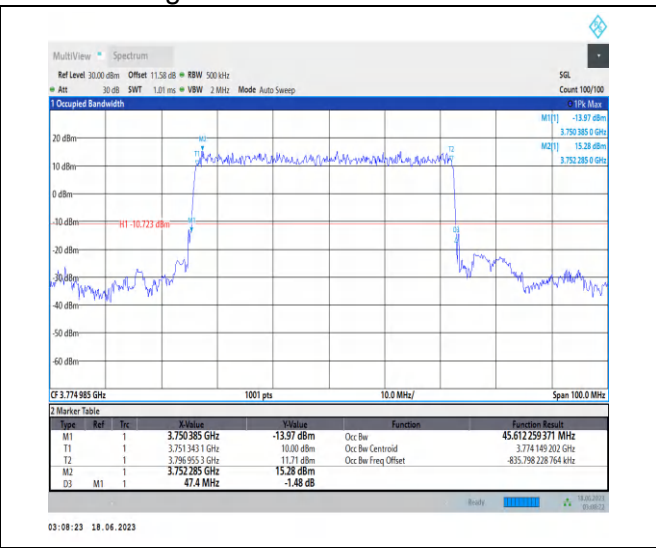 MultiView Spectrum
Ref Level 30.00 dBm Offset 11.58 dB RBW 500 kHz SGL
Att 30 dB SWT 1.01 ms VBW 2 MHz Mode Auto Sweep Count 100/100
1 Occupied Bandwidth 1Pk Max
M1[1] -13.97 dBm
3.750 385 0 GHz
M2[1] 15.28 dBm
3.752 285 0 GHz
20 dBm
M2
T1
T2
10 dBm
0 dBm
-10 dBm
H1 -10.723 dBm
M1
D3
-20 dBm
-30 dBm
-40 dBm
-50 dBm
-60 dBm
CF 3.774 985 GHz 1001 pts 10.0 MHz/ Span 100.0 MHz
2 Marker Table
Type Ref Trc X-Value Y-Value Function Function Result
M1 1 3.750 385 GHz -13.97 dBm Occ Bw 45.612 259 371 MHz
T1 1 3.751 343 1 GHz 10.00 dBm Occ Bw Centroid 3.774 149 202 GHz
T2 1 3.796 955 3 GHz 11.71 dBm Occ Bw Freq Offset -835.798 228 764 kHz
M2 1 3.752 285 GHz 15.28 dBm
D3 M1 1 47.4 MHz -1.48 dB
Ready 18.06.2023
03:08:23 18.06.2023